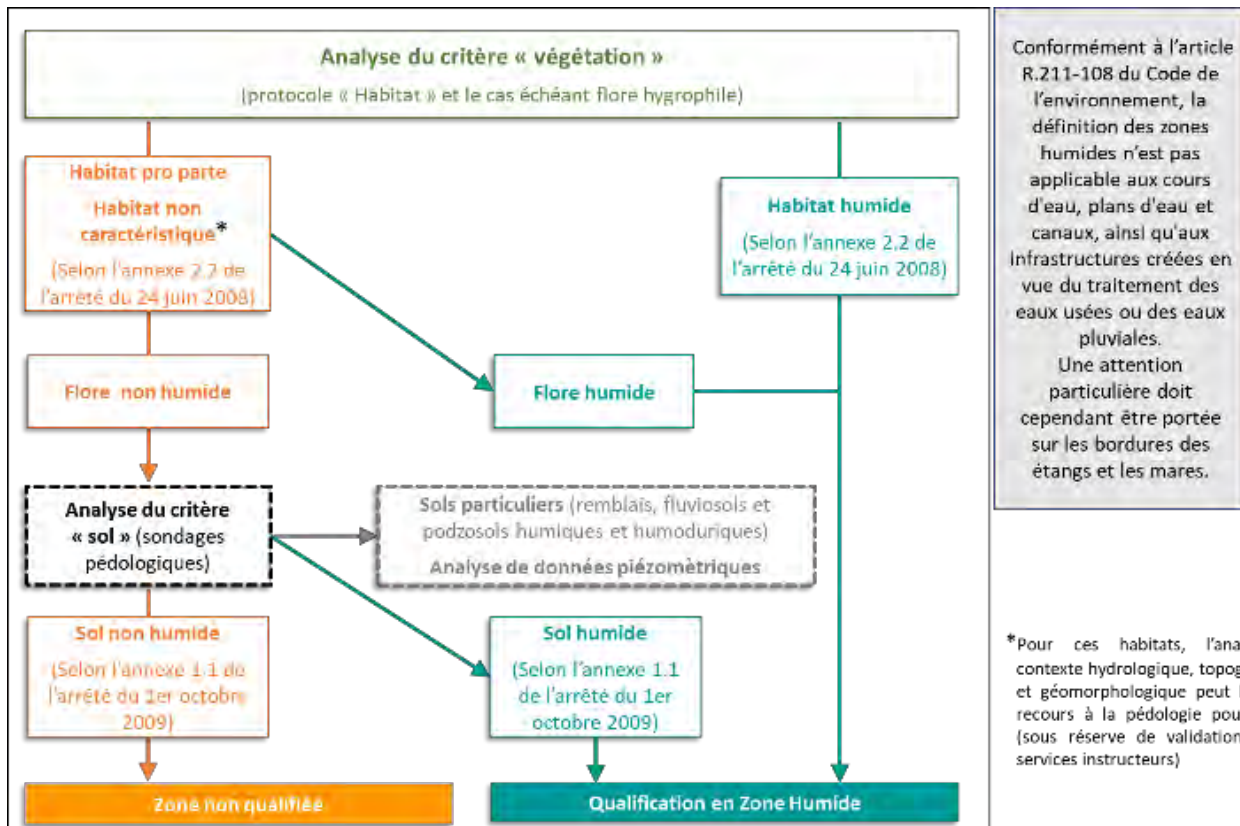 Analyse du critère « végétation »
(protocole « Habitat » et le cas échéant flore hygrophile)
Habitat pro parte
Habitat non
caractéristique*
(Selon l'annexe 2.2 de
l'arrêté du 24 juin 2008)
Habitat humide
(Selon l'annexe 2.2 de
l'arrêté du 24 juin 2008)
Flore non humide
Flore humide
Analyse du critère
« sol » (sondages
pédologiques)
Sols particuliers (remblais, fluviosols et
podzosols humiques et humoduriques)
Analyse de données piézomètriques
Sol non humide
(Selon l'annexe 1.1 de
l'arrêté du 1er octobre
2009)
Sol humide
(Selon l'annexe 1.1
de l'arrêté du 1er
octobre 2009)
Zone non qualifiée
Qualification en Zone Humide
Conformément à l'article
R.211-108 du Code de
l'environnement, la
définition des zones
humides n'est pas
applicable aux cours
d'eau, plans d'eau et
canaux, ainsi qu'aux
infrastructures créées en
vue du traitement des
eaux usées ou des eaux
pluviales.
Une attention
particulière doit
cependant être portée
sur les bordures des
étangs et les mares.
*Pour ces habitats, l'ana
contexte hydrologique, topog
et géomorphologique peut
recours à la pédologie pou
(sous réserve de validation
services instructeurs)